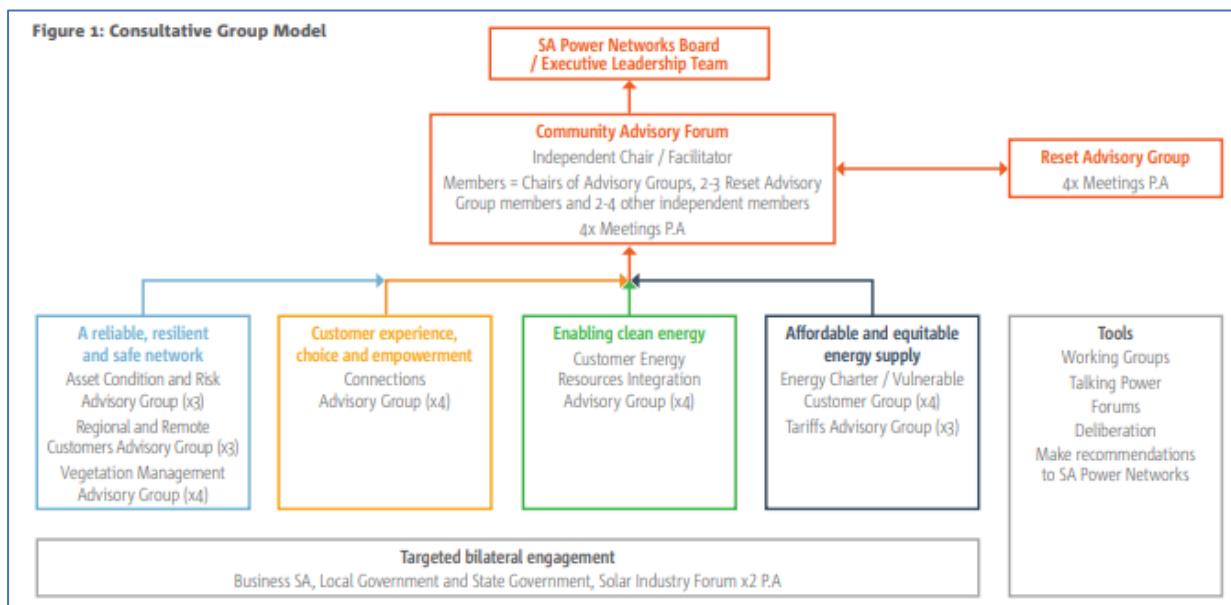 Figure 1: Consultative Group Model
SA Power Networks Board
/ Executive Leadership Team
Community Advisory Forum
Independent Chair / Facilitator
Members = Chairs of Advisory Groups, 2-3 Reset Advisory
Group members and 2-4 other independent members
4x Meetings P.A
Reset Advisory Group
4x Meetings P.A
A reliable, resilient
and safe network
Asset Condition and Risk
Advisory Group (x3)
Regional and Remote
Customers Advisory Group (x3)
Vegetation Management
Advisory Group (x4)
Customer experience,
choice and empowerment
Connections
Advisory Group (x4)
Enabling clean energy
Customer Energy
Resources Integration
Advisory Group (x4)
Affordable and equitable
energy supply
Energy Charter / Vulnerable
Customer Group (x4)
Tariffs Advisory Group (x3)
Tools
Working Groups
Talking Power
Forums
Deliberation
Make recommendations
to SA Power Networks
Targeted bilateral engagement
Business SA, Local Government and State Government, Solar Industry Forum x2 P.A